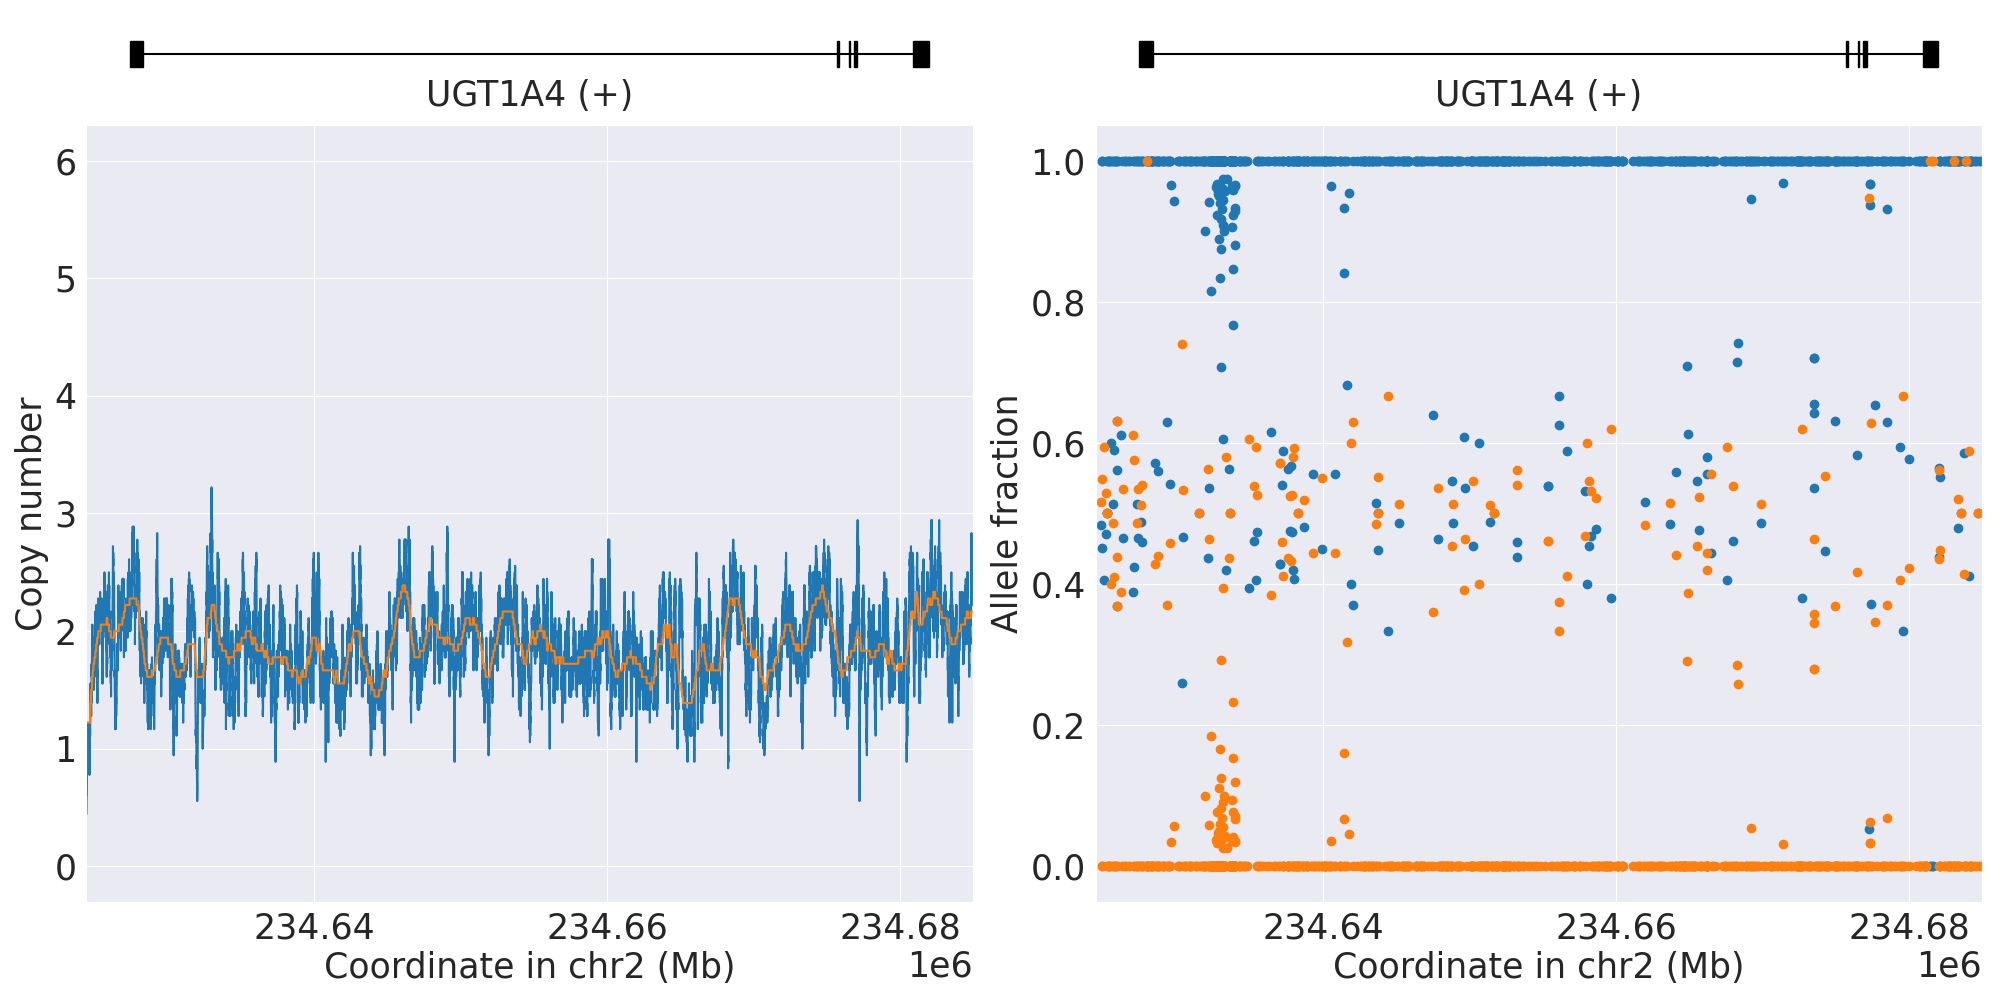 UGT1A4 (+)
Copy number
6
5
4
3
2
1
0
234.64
234.66
234.68
1e6
Coordinate in chr2 (Mb)
UGT1A4 (+)
Allele fraction
1.0
0.8
0.6
0.4
0.2
0.0
234.64
234.66
234.68
1e6
Coordinate in chr2 (Mb)